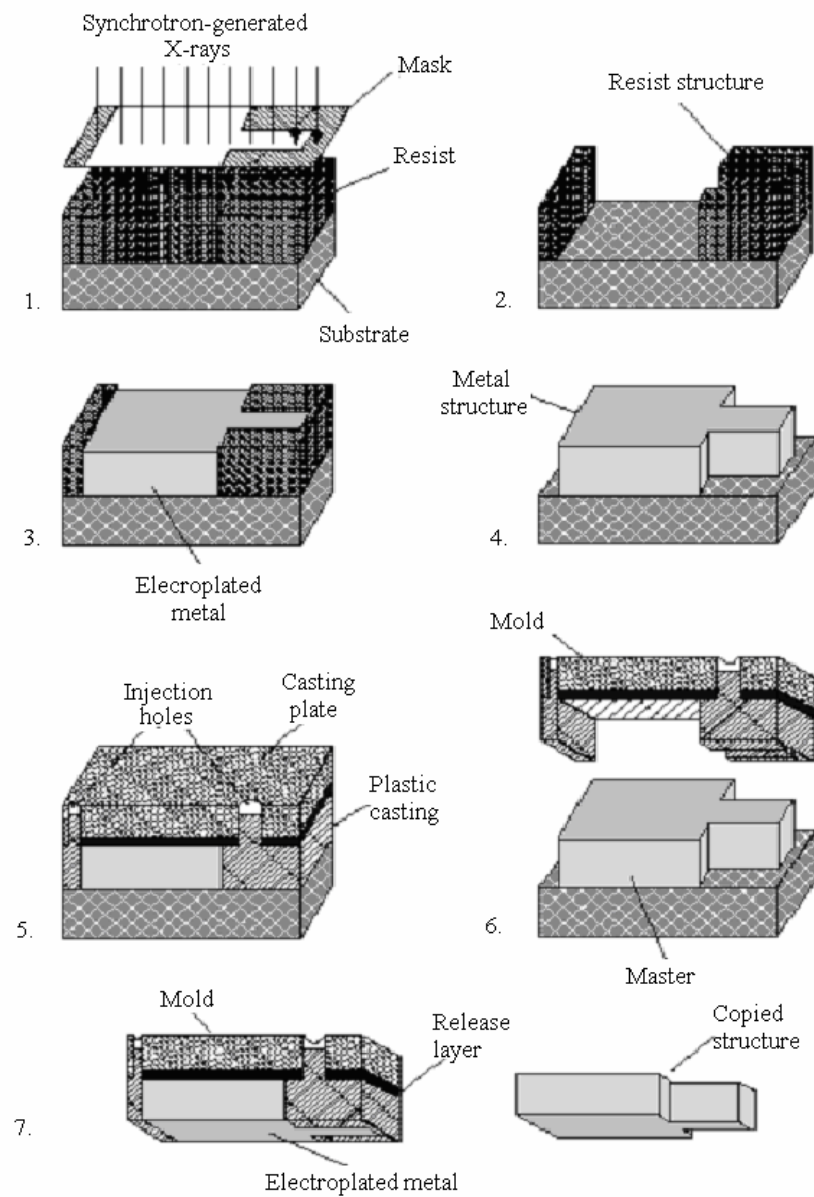 Synchrotron-generated
X-rays
Mask
Resist
1.
Substrate
Resist structure
2.
3.
Elecroplated
metal
Metal
structure
4.
Injection
holes
Casting
plate
Plastic
casting
5.
Mold
6.
Master
Mold
Release
layer
7.
Electroplated metal
Copied
structure